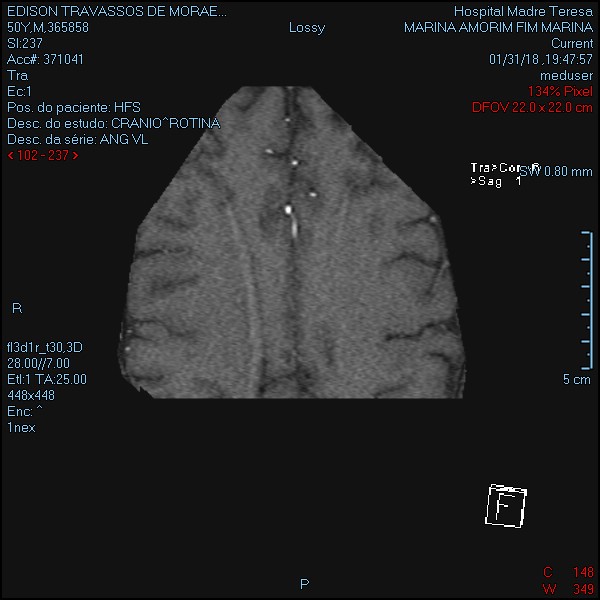 EDISON TRAVASSOS DE MORAE...
50Y,M,365858
Sl:237
Acc#: 371041
Tra
Ec:1
Pos. do paciente: HFS
Desc. do estudo: CRANIO^ROTINA
Desc. da série: ANG VL
< 102 - 237 >
Lossy
Hospital Madre Teresa
MARINA AMORIM FIM MARINA
Current
01/31/18 ,19:47:57
meduser
134% Pixel
DFOV 22.0 x 22.0 cm
Tra>Cor
SW 0.80 mm
>Sag 1
R
fl3d1r_t30,3D
28.00//7.00
Etl:1 TA:25.00
448x448
Enc: ^
1nex
5 cm
F
P
C 148
W 349